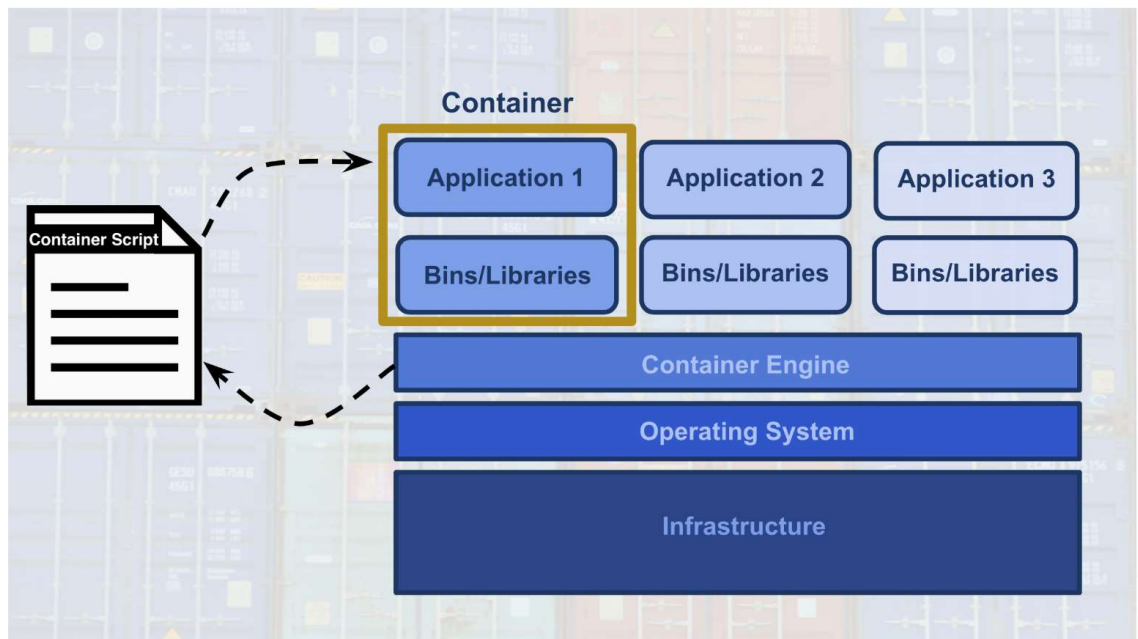 Container
Application 1
Application 2
Application 3
Container Script
Bins/Libraries
Bins/Libraries
Bins/Libraries
Container Engine
Operating System
Infrastructure